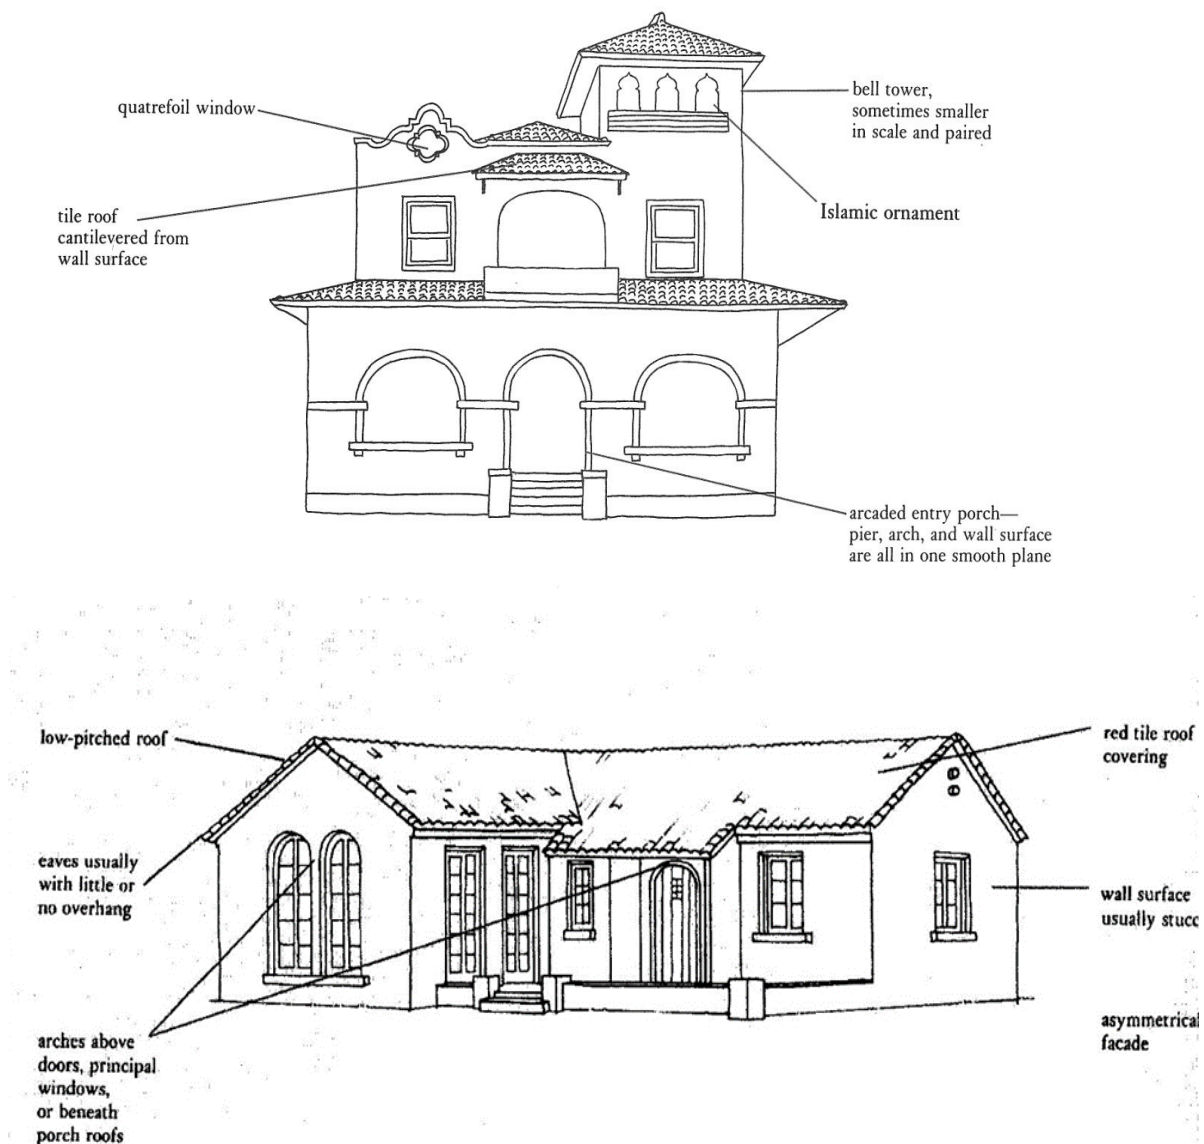 quatrefoil window
bell tower,
sometimes smaller
in scale and paired
tile roof
cantilevered from
wall surface
Islamic ornament
arcaded entry porch—
pier, arch, and wall surface
are all in one smooth plane
low-pitched roof
red tile roof
covering
eaves usually
with little or
no overhang
wall surface
usually stucc
arches above
doors, principal
windows,
or beneath
porch roofs
asymmetrical
facade